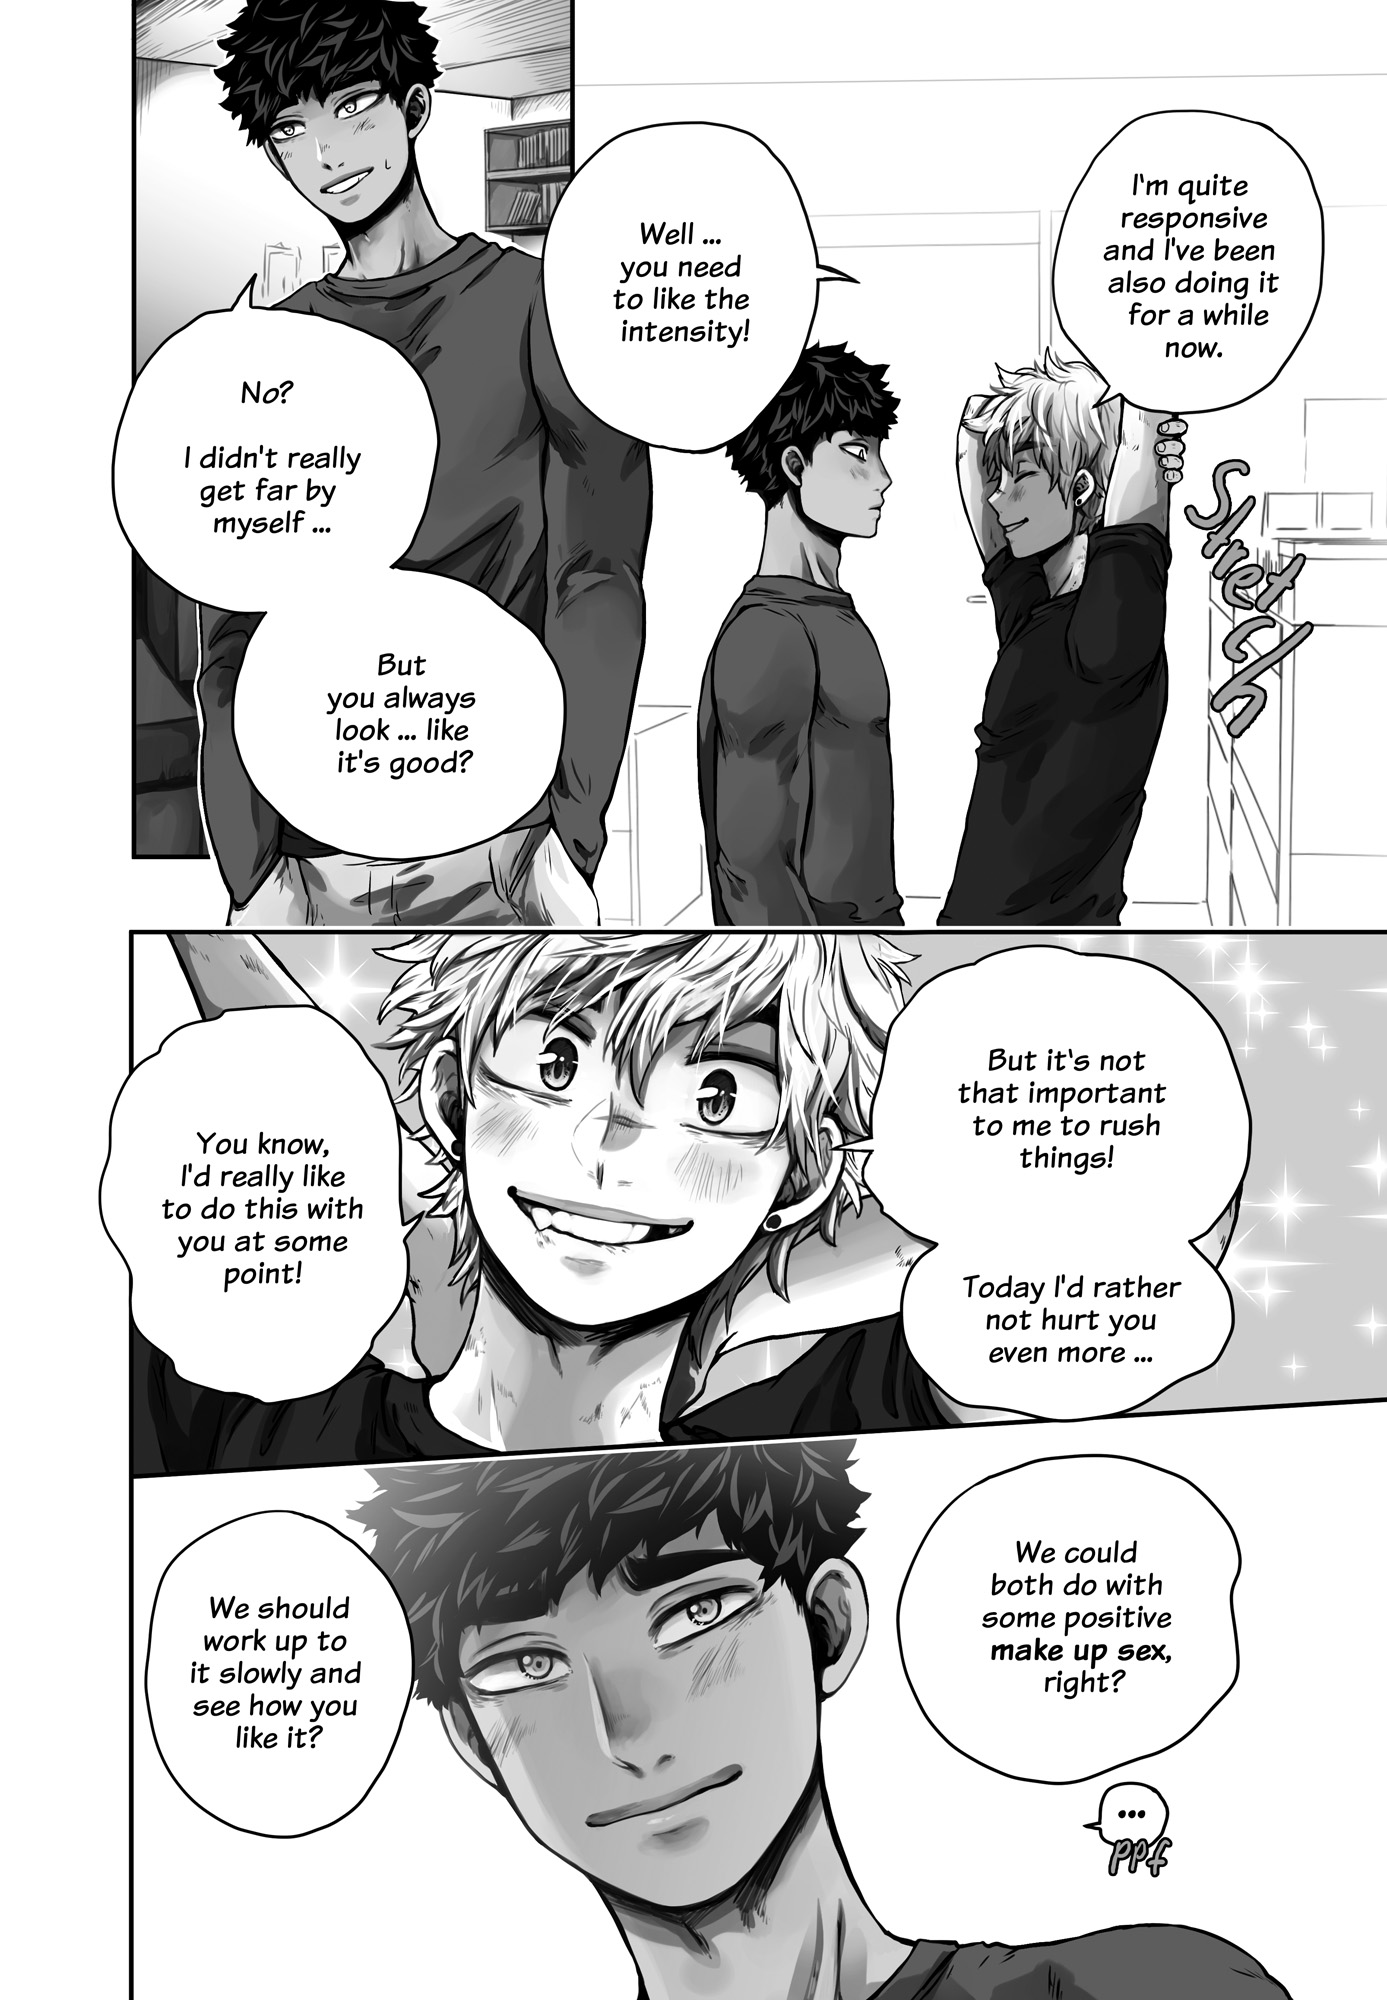 No?
I didn't really
get far by
myself ...
But
you always
look ... like
it's good?
Well ...
you need
to like the
intensity!
I'm quite
responsive
and I've been
also doing it
for a while
now.
Stretch
You know,
I'd really like
to do this with
you at some
point!
But it's not
that important
to me to rush
things!
Today I'd rather
not hurt you
even more ...
We should
work up to
it slowly and
see how you
like it?
We could
both do with
some positive
make up sex,
right?
...
ppf